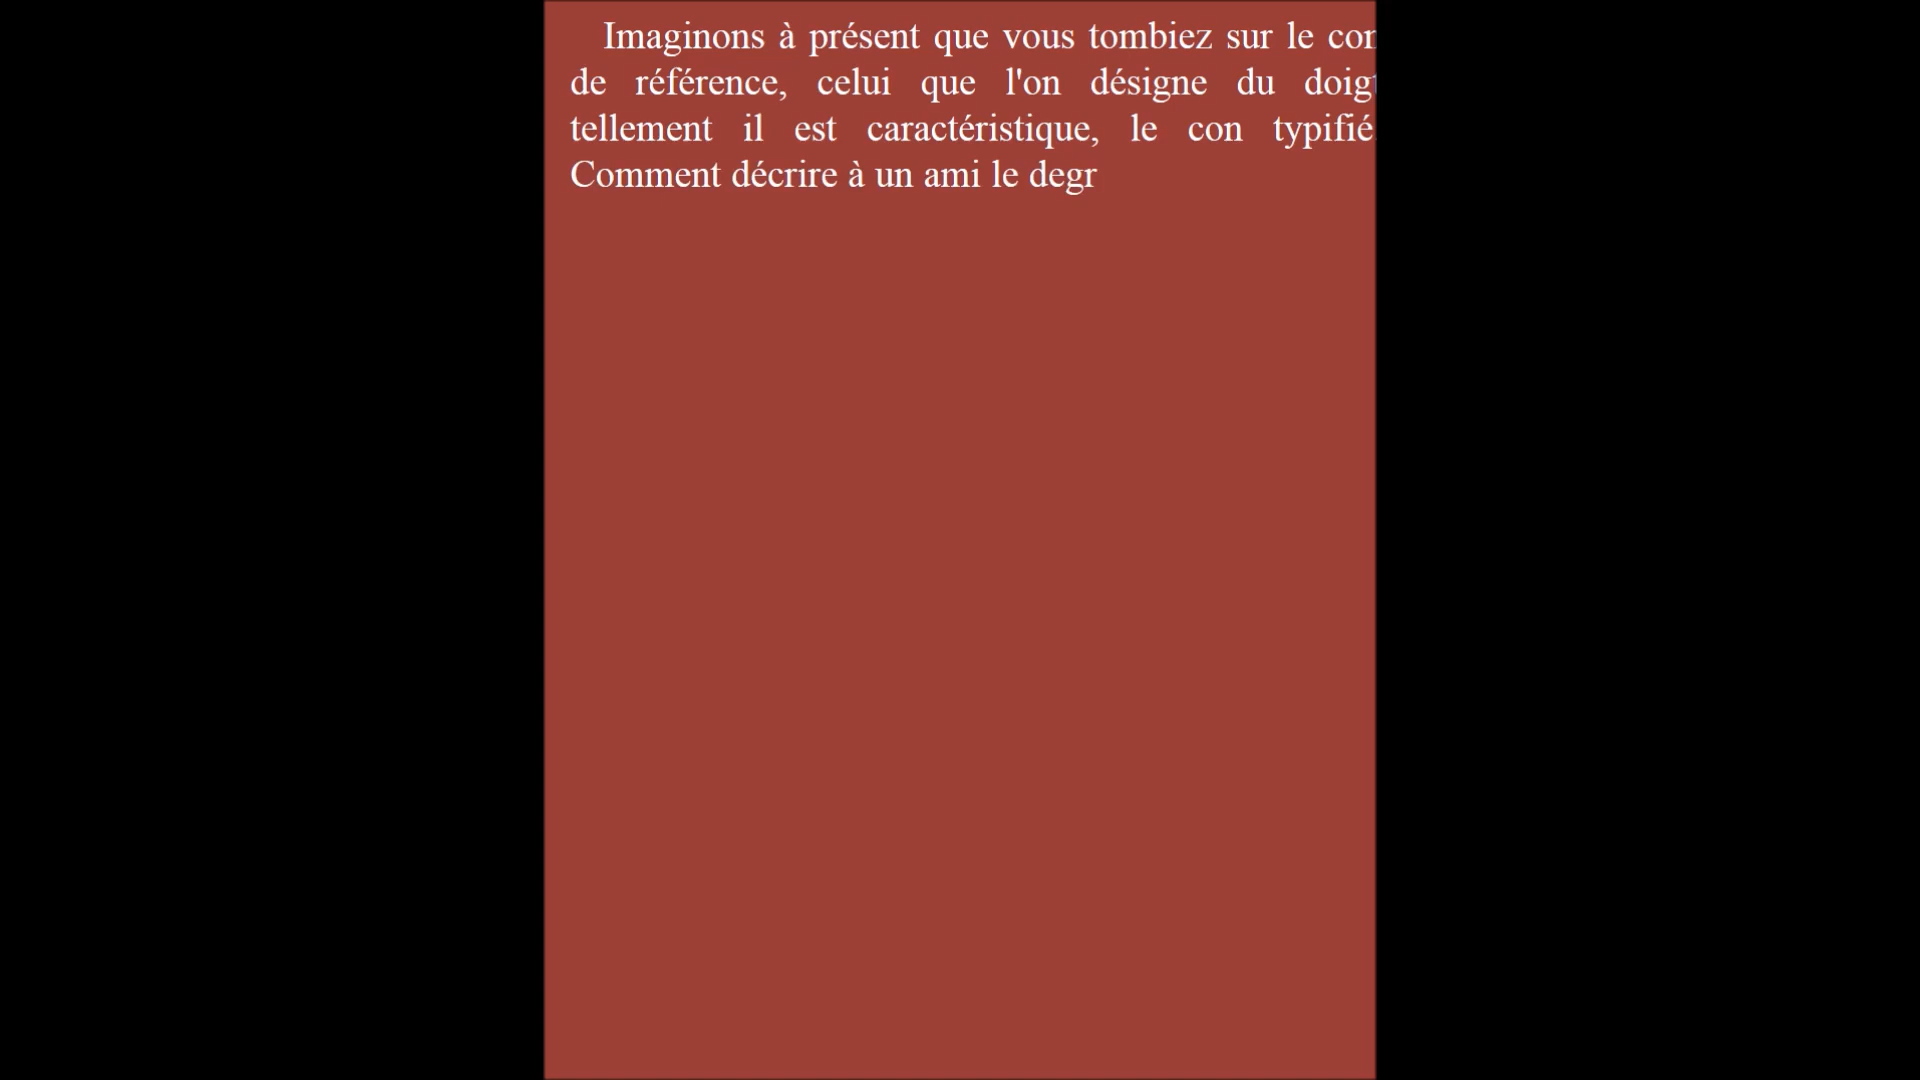 Imaginons à présent que vous tombiez sur le con
de référence, celui que l'on désigne du doigt
tellement il est caractéristique, le con typifié.
Comment décrire à un ami le degr